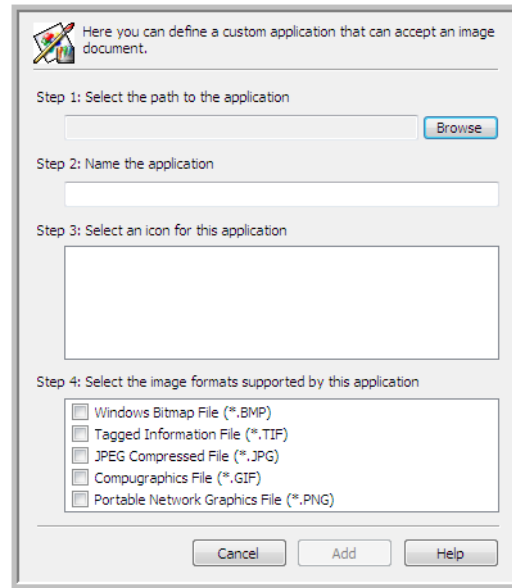 Here you can define a custom application that can accept an image
document.
Step 1: Select the path to the application
Browse
Step 2: Name the application
Step 3: Select an icon for this application
Step 4: Select the image formats supported by this application
Windows Bitmap File (*.BMP)
Tagged Information File (*.TIF)
JPEG Compressed File (*.JPG)
Compugraphics File (*.GIF)
Portable Network Graphics File (*.PNG)
Cancel Add Help